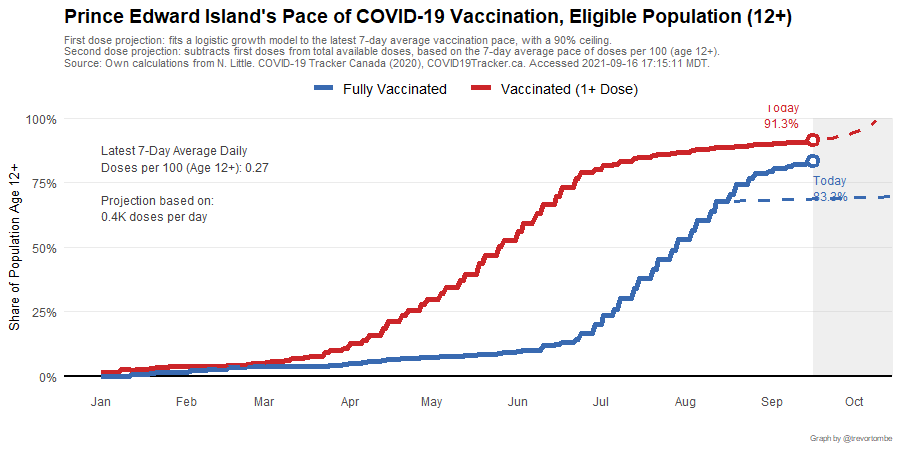 Prince Edward Island's Pace of COVID-19 Vaccination, Eligible Population (12+)
First dose projection: fits a logistic growth model to the latest 7-day average vaccination pace, with a 90% ceiling.
Second dose projection: subtracts first doses from total available doses, based on the 7-day average pace of doses per 100 (age 12+).
Source: Own calculations from N. Little. COVID-19 Tracker Canada (2020), COVID19Tracker.ca. Accessed 2021-09-16 17:15:11 MDT.
Fully Vaccinated
Vaccinated (1+ Dose)
Today
91.3%
100%
75%
50%
25%
0%
Share of Population Age 12+
Latest 7-Day Average Daily
Doses per 100 (Age 12+): 0.27
Projection based on:
0.4K doses per day
Today
83.3%
Jan
Feb
Mar
Apr
May
Jun
Jul
Aug
Sep
Oct
Graph by @trevortombe